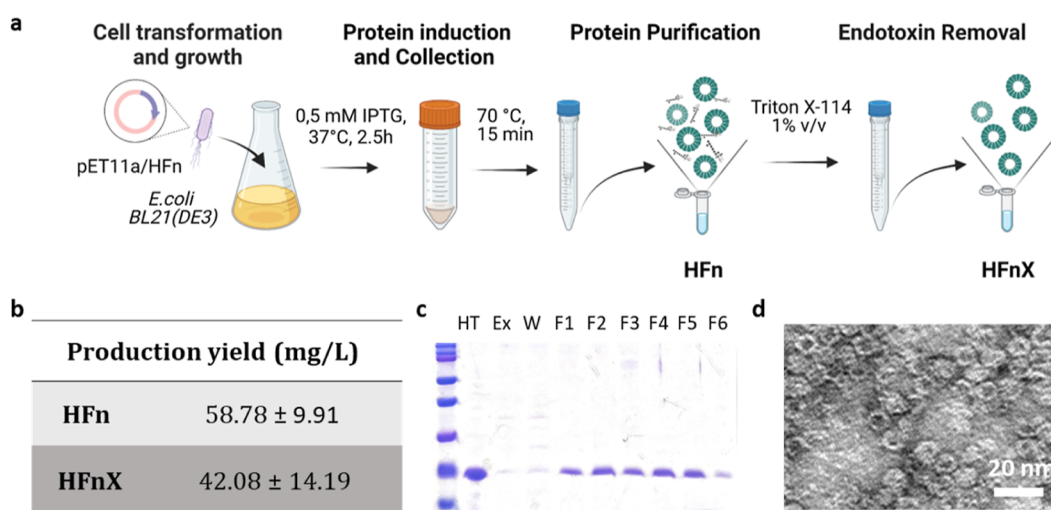 a
Cell transformation
and growth
Protein induction
and Collection
Protein Purification
Endotoxin Removal
pET11a/HFn
E.coli
BL21(DE3)
0,5 mM IPTG,
37°C, 2.5h
70 °C,
15 min
Triton X-114
1% v/v
HFn
HFnX
b
Production yield (mg/L)
HFn 58.78 ± 9.91
HFnX 42.08 ± 14.19
c
HT Ex W F1 F2 F3 F4 F5 F6
d
20 nm